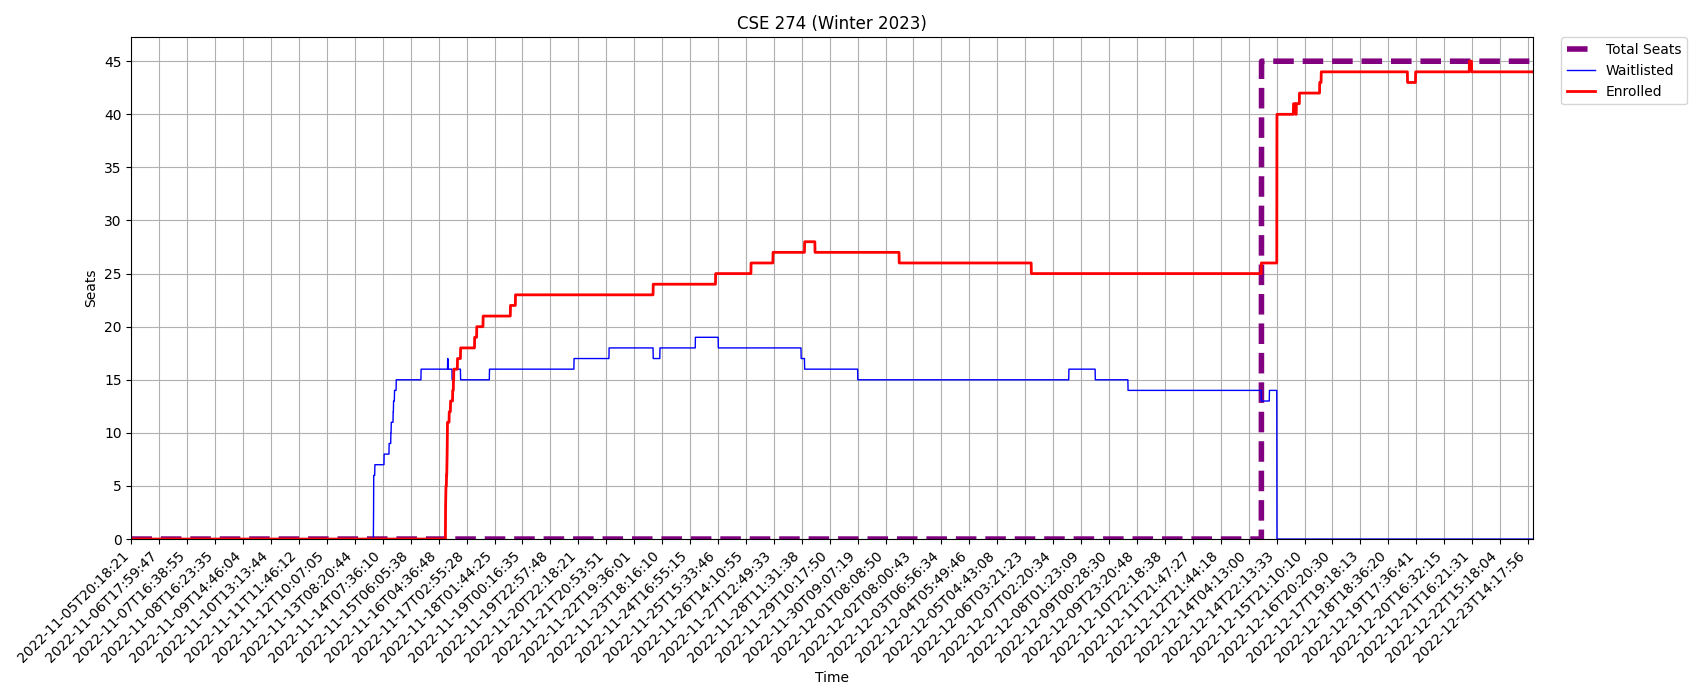 CSE 274 (Winter 2023)
Total Seats
Waitlisted
Enrolled
Seats
45
40
35
30
25
20
15
10
5
0
2022-11-05T20:18:21
2022-11-06T17:59:47
2022-11-07T16:38:55
2022-11-08T16:23:35
2022-11-09T14:46:04
2022-11-10T13:13:44
2022-11-11T11:46:12
2022-11-12T10:07:05
2022-11-13T08:20:44
2022-11-14T07:36:10
2022-11-15T06:05:38
2022-11-16T04:36:48
2022-11-17T02:55:28
2022-11-18T01:44:25
2022-11-19T00:16:35
2022-11-19T22:57:48
2022-11-20T22:18:21
2022-11-21T20:53:51
2022-11-22T19:36:01
2022-11-23T18:16:10
2022-11-24T16:55:15
2022-11-25T15:33:46
2022-11-26T14:10:55
2022-11-27T12:49:33
2022-11-28T11:31:38
2022-11-29T10:17:50
2022-11-30T09:07:19
2022-12-01T08:08:50
2022-12-02T08:00:43
2022-12-03T06:56:34
2022-12-04T05:49:46
2022-12-05T04:43:08
2022-12-06T03:21:23
2022-12-07T02:20:34
2022-12-08T01:23:09
2022-12-09T00:28:30
2022-12-09T23:20:48
2022-12-10T22:18:38
2022-12-11T21:47:27
2022-12-12T21:44:18
2022-12-14T04:13:00
2022-12-14T22:13:33
2022-12-15T21:10:10
2022-12-16T20:20:30
2022-12-17T19:18:13
2022-12-18T18:36:20
2022-12-19T17:36:41
2022-12-20T16:32:15
2022-12-21T16:21:31
2022-12-22T15:18:04
2022-12-23T14:17:56
Time